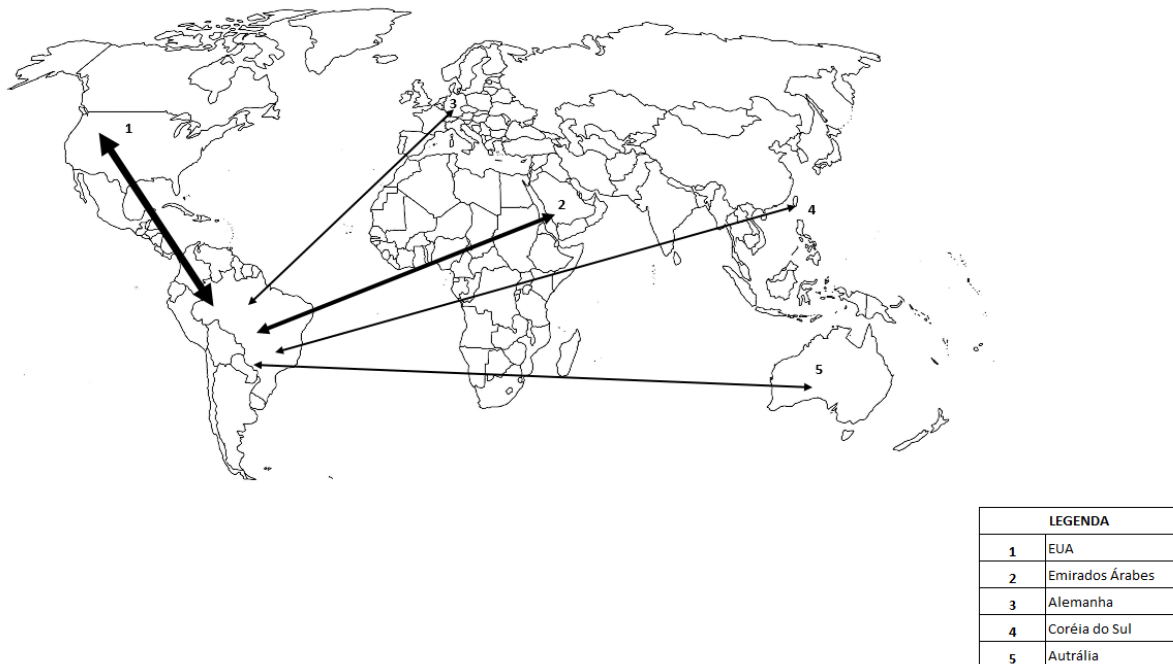 3
1
2
4
5
LEGENDA
1 EUA
2 Emirados Árabes
3 Alemanha
4 Coréia do Sul
5 Autrália